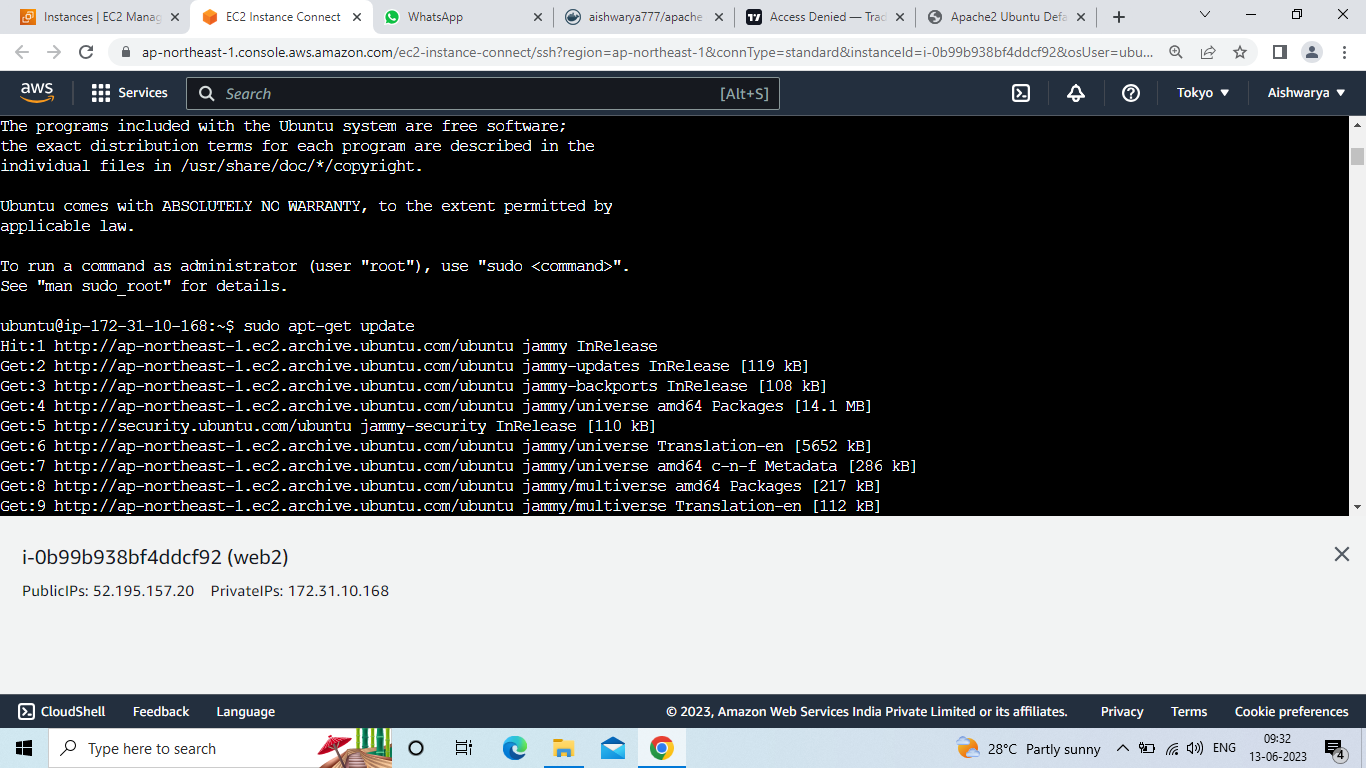 Instances | EC2 Manag
EC2 Instance Connect
WhatsApp
aishwarya777/apache
Access Denied — Trad
Apache2 Ubuntu Defa
ap-northeast-1.console.aws.amazon.com/ec2-instance-connect/ssh?region=ap-northeast-1&connType=standard&instanceId=i-0b99b938bf4ddcf92&osUser=ubu...
aws
Services
Search
[Alt+S]
Tokyo
Aishwarya
The programs included with the Ubuntu system are free software;
the exact distribution terms for each program are described in the
individual files in /usr/share/doc/*/copyright.
Ubuntu comes with ABSOLUTELY NO WARRANTY, to the extent permitted by
applicable law.
To run a command as administrator (user "root"), use "sudo <command>".
See "man sudo_root" for details.
ubuntu@ip-172-31-10-168:~$ sudo apt-get update
Hit:1 http://ap-northeast-1.ec2.archive.ubuntu.com/ubuntu jammy InRelease
Get:2 http://ap-northeast-1.ec2.archive.ubuntu.com/ubuntu jammy-updates InRelease [119 kB]
Get:3 http://ap-northeast-1.ec2.archive.ubuntu.com/ubuntu jammy-backports InRelease [108 kB]
Get:4 http://ap-northeast-1.ec2.archive.ubuntu.com/ubuntu jammy/universe amd64 Packages [14.1 MB]
Get:5 http://security.ubuntu.com/ubuntu jammy-security InRelease [110 kB]
Get:6 http://ap-northeast-1.ec2.archive.ubuntu.com/ubuntu jammy/universe Translation-en [5652 kB]
Get:7 http://ap-northeast-1.ec2.archive.ubuntu.com/ubuntu jammy/universe amd64 c-n-f Metadata [286 kB]
Get:8 http://ap-northeast-1.ec2.archive.ubuntu.com/ubuntu jammy/multiverse amd64 Packages [217 kB]
Get:9 http://ap-northeast-1.ec2.archive.ubuntu.com/ubuntu jammy/multiverse Translation-en [112 kB]
i-0b99b938bf4ddcf92 (web2)
PublicIPs: 52.195.157.20 PrivateIPs: 172.31.10.168
CloudShell
Feedback
Language
© 2023, Amazon Web Services India Private Limited or its affiliates.
Privacy
Terms
Cookie preferences
Type here to search
28°C Partly sunny
ENG
09:32
13-06-2023
4